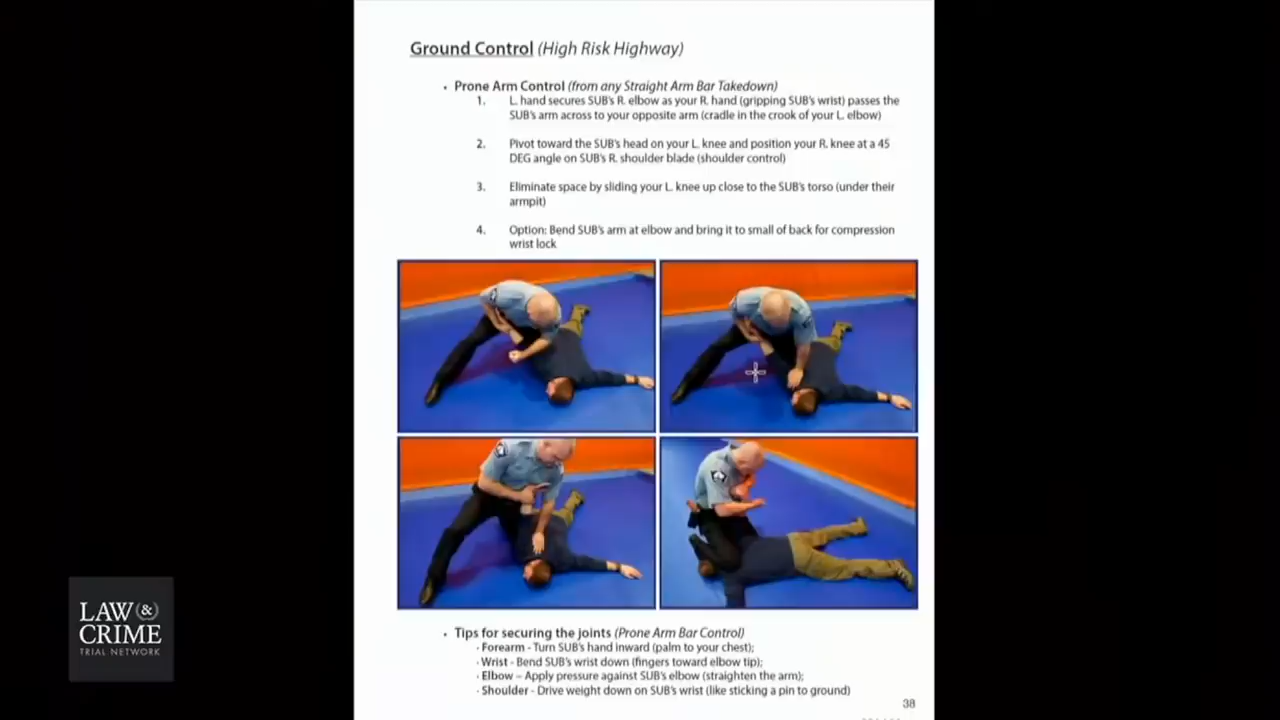 Ground Control (High Risk Highway)
• Prone Arm Control (from any Straight Arm Bar Takedown)
1. L. hand secures SUB's R. elbow as your R. hand (gripping SUB's wrist) passes the
SUB's arm across to your opposite arm (cradle in the crook of your L. elbow)
2. Pivot toward the SUB's head on your L. knee and position your R. knee at a 45
DEG angle on SUB's R. shoulder blade (shoulder control)
3. Eliminate space by sliding your L. knee up close to the SUB's torso (under their
armpit)
4. Option: Bend SUB's arm at elbow and bring it to small of back for compression
wrist lock
• Tips for securing the joints (Prone Arm Bar Control)
· Forearm - Turn SUB's hand inward (palm to your chest);
· Wrist - Bend SUB's wrist down (fingers toward elbow tip);
· Elbow – Apply pressure against SUB's elbow (straighten the arm);
· Shoulder - Drive weight down on SUB's wrist (like sticking a pin to ground)
38
LAW (&)
CRIME
TRIAL NETWORK